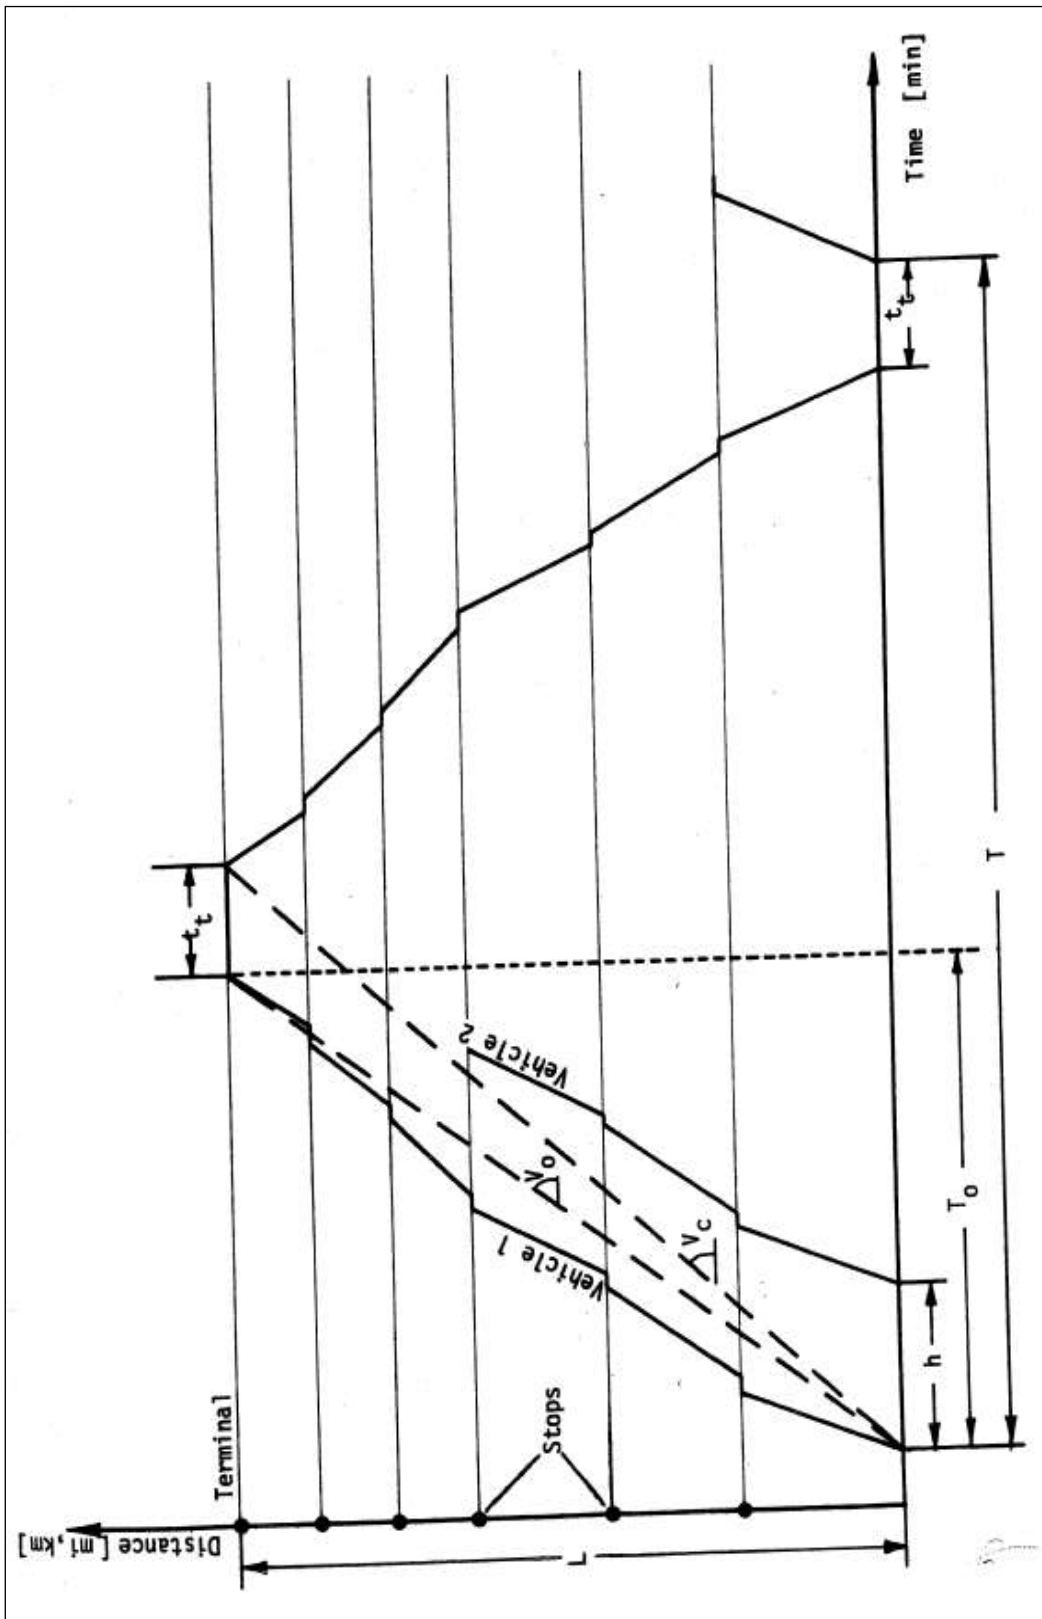 Distance [mi,km]
Terminal
Stops
L
t_t
Vehicle 1
Vehicle 2
V_o
V_c
h
T_o
T
t_t
Time [min]